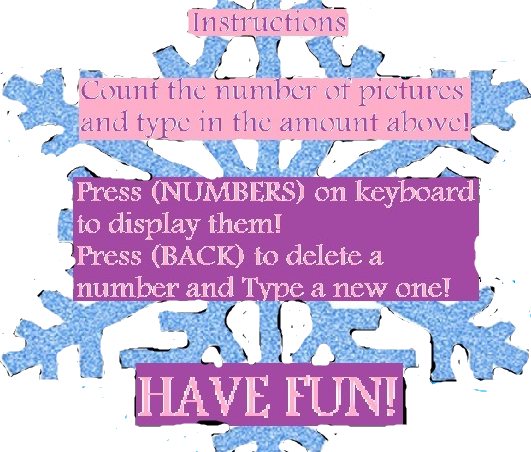 Instructions
Count the number of pictures
and type in the amount above!
Press (NUMBERS) on keyboard
to display them!
Press (BACK) to delete a
number and Type a new one!
HAVE FUN!